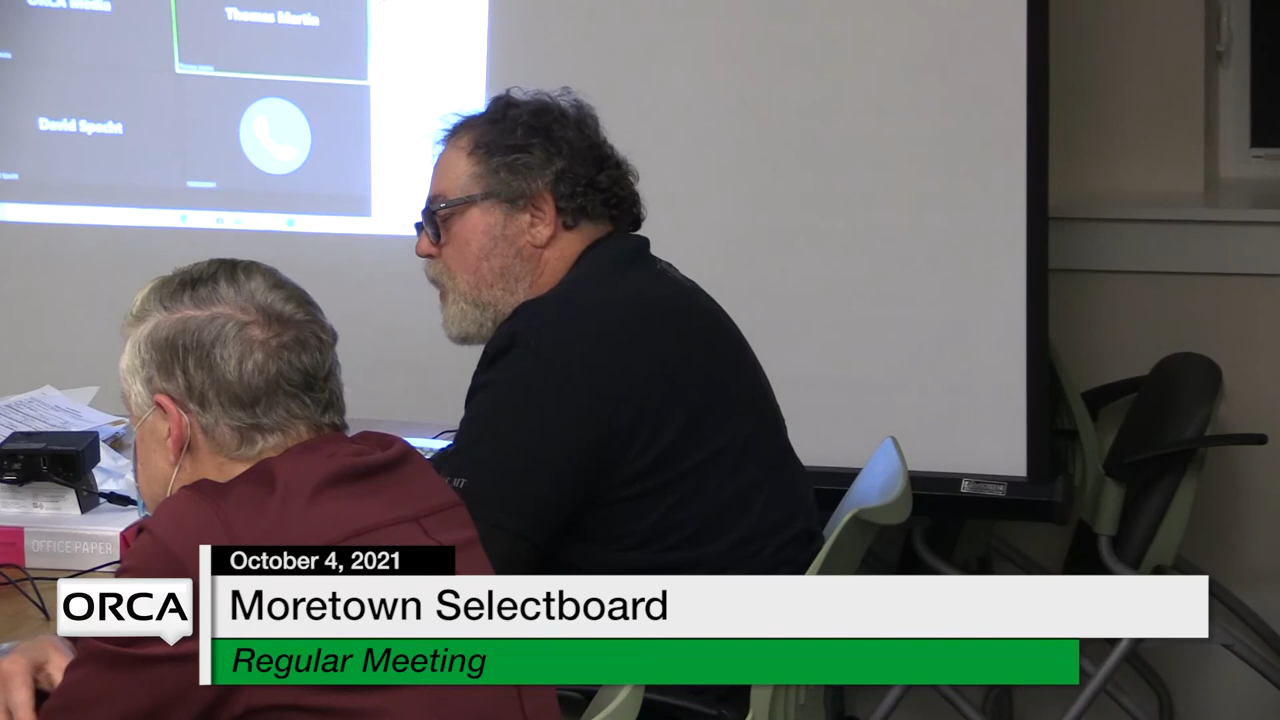 ORCA Media
Thomas Martin
David Specht
OFFICE PAPER
October 4, 2021
ORCA
Moretown Selectboard
Regular Meeting